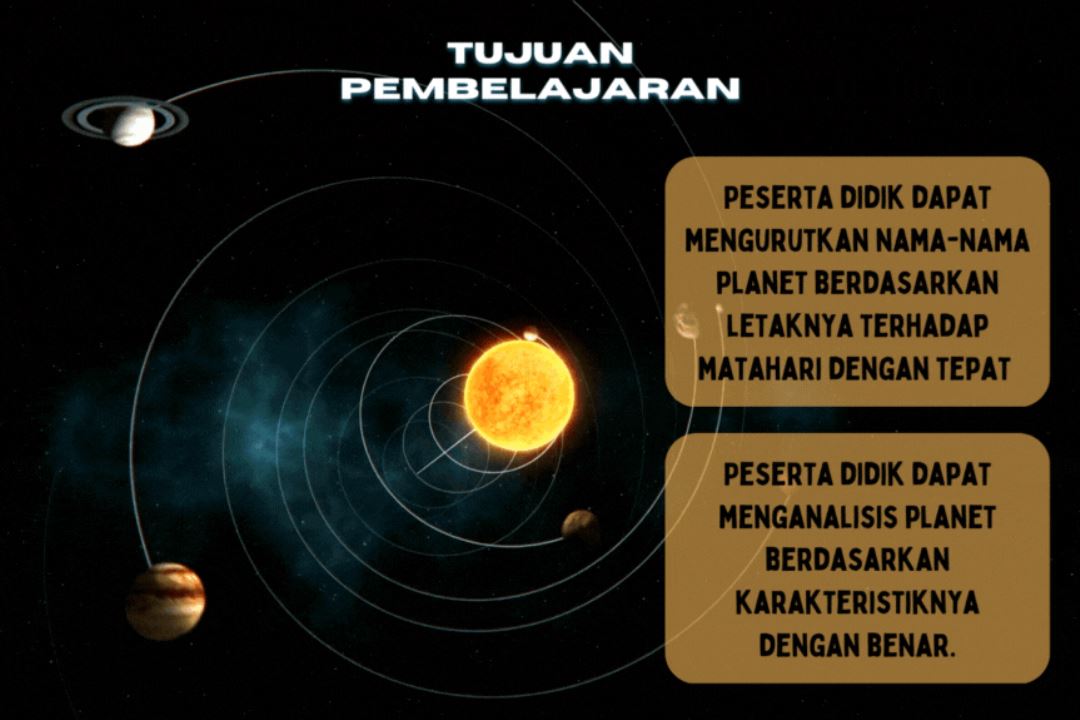 TUJUAN
PEMBELAJARAN
PESERTA DIDIK DAPAT
MENGURUTKAN NAMA-NAMA
PLANET BERDASARKAN
LETAKNYA TERHADAP
MATAHARI DENGAN TEPAT
PESERTA DIDIK DAPAT
MENGANALISIS PLANET
BERDASARKAN
KARAKTERISTIKNYA
DENGAN BENAR.